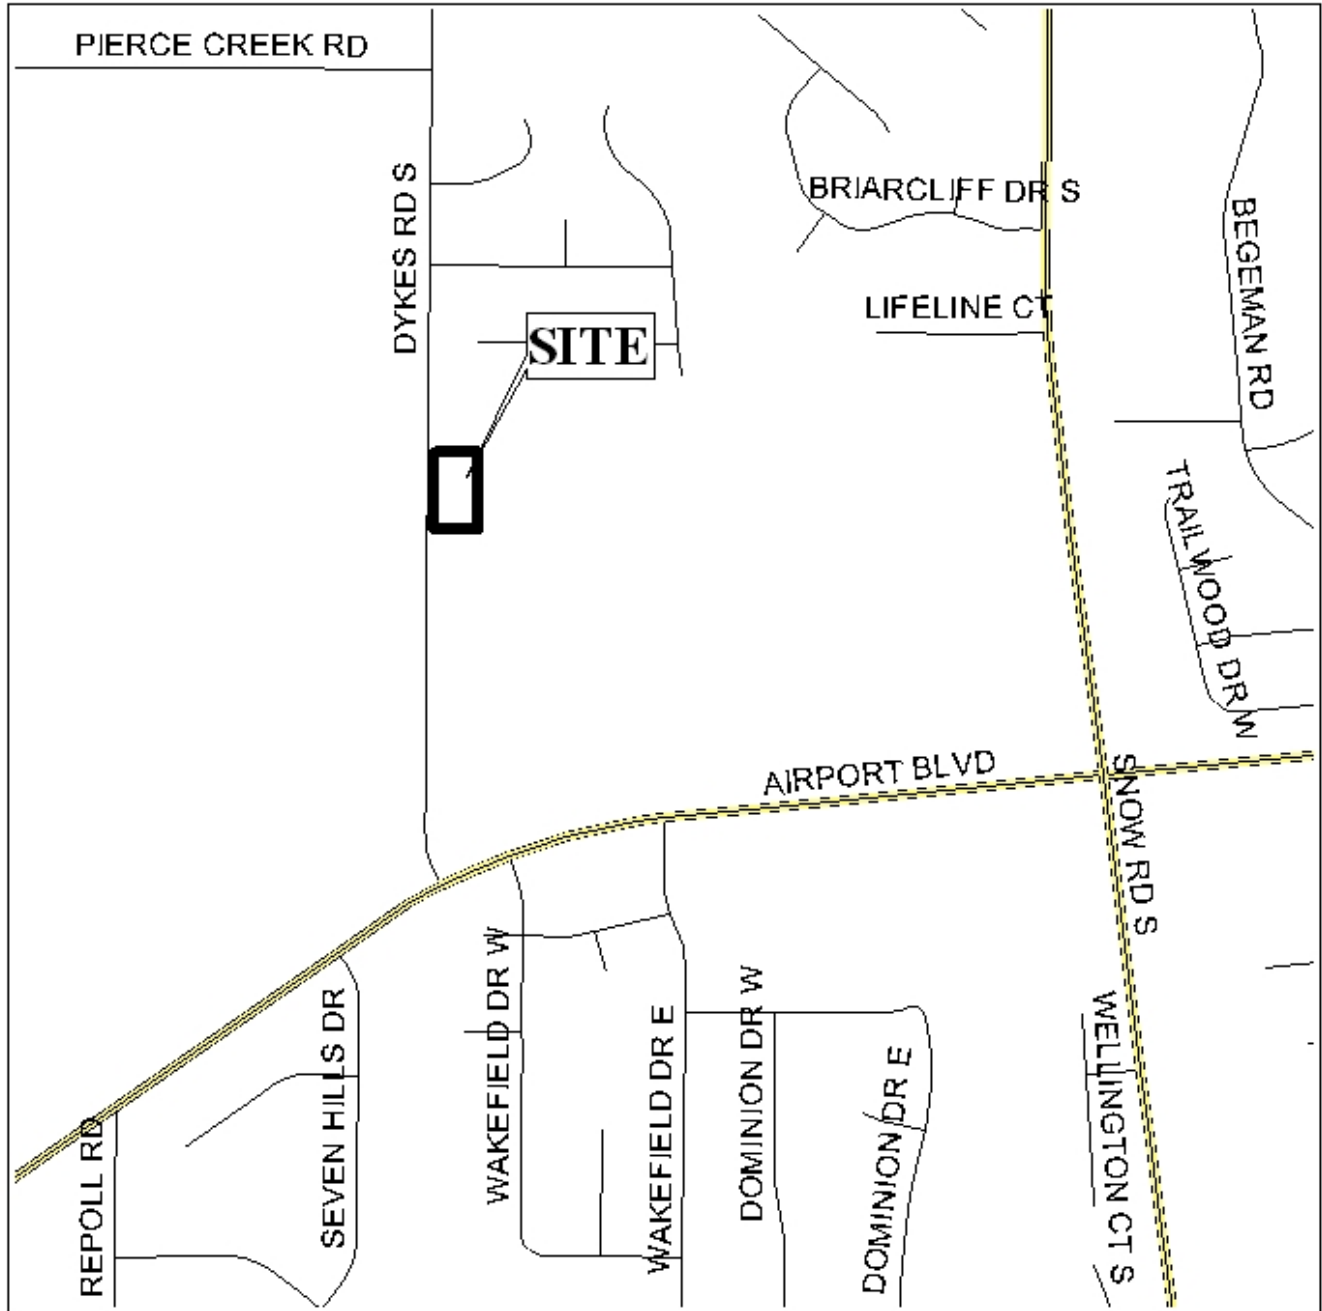 PIERCE CREEK RD
DYKES RD S
BRIARCLIFF DR S
BEGEMAN RD
LIFELINE CT
SITE
TRAILWOOD DR W
AIRPORT BLVD
SNOW RD S
WAKEFIELD DR W
DOMINION DR W
SEVEN HILLS DR
WAKEFIELD DR E
DOMINION DR E
WELLINGTON CT S
REPOLL RD